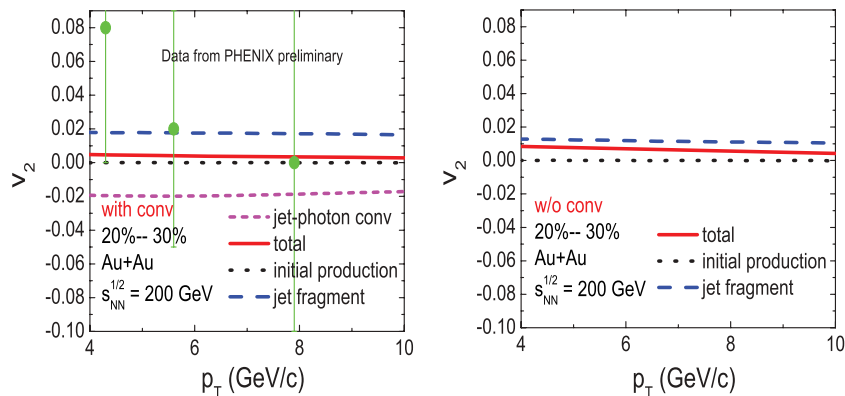 0.10
0.08
0.06
0.04
0.02
0.00
-0.02
-0.04
-0.06
-0.08
-0.10
v2
Data from PHENIX preliminary
with conv
20%-- 30%
Au+Au
s_NN^1/2 = 200 GeV
jet-photon conv
total
initial production
jet fragment
4 6 8 10
p_T (GeV/c)
0.10
0.08
0.06
0.04
0.02
0.00
-0.02
-0.04
-0.06
-0.08
-0.10
v2
w/o conv
20%-- 30%
Au+Au
s_NN^1/2 = 200 GeV
total
initial production
jet fragment
4 6 8 10
p_T (GeV/c)